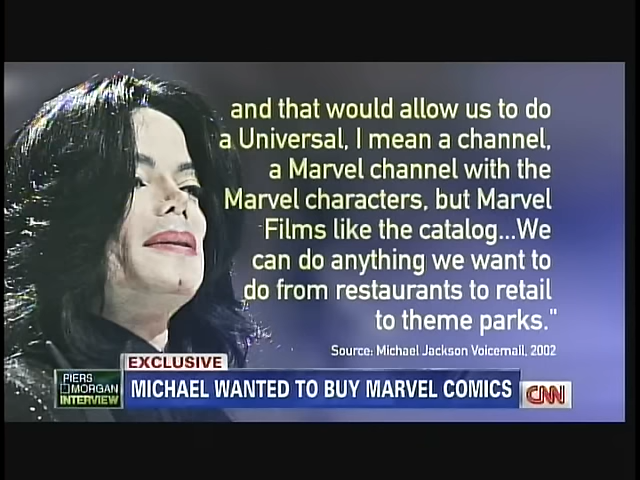 and that would allow us to do
a Universal, I mean a channel,
a Marvel channel with the
Marvel characters, but Marvel
Films like the catalog...We
can do anything we want to
do from restaurants to retail
to theme parks."
Source: Michael Jackson Voicemail, 2002
EXCLUSIVE
PIERS
MORGAN
INTERVIEW
MICHAEL WANTED TO BUY MARVEL COMICS
CNN